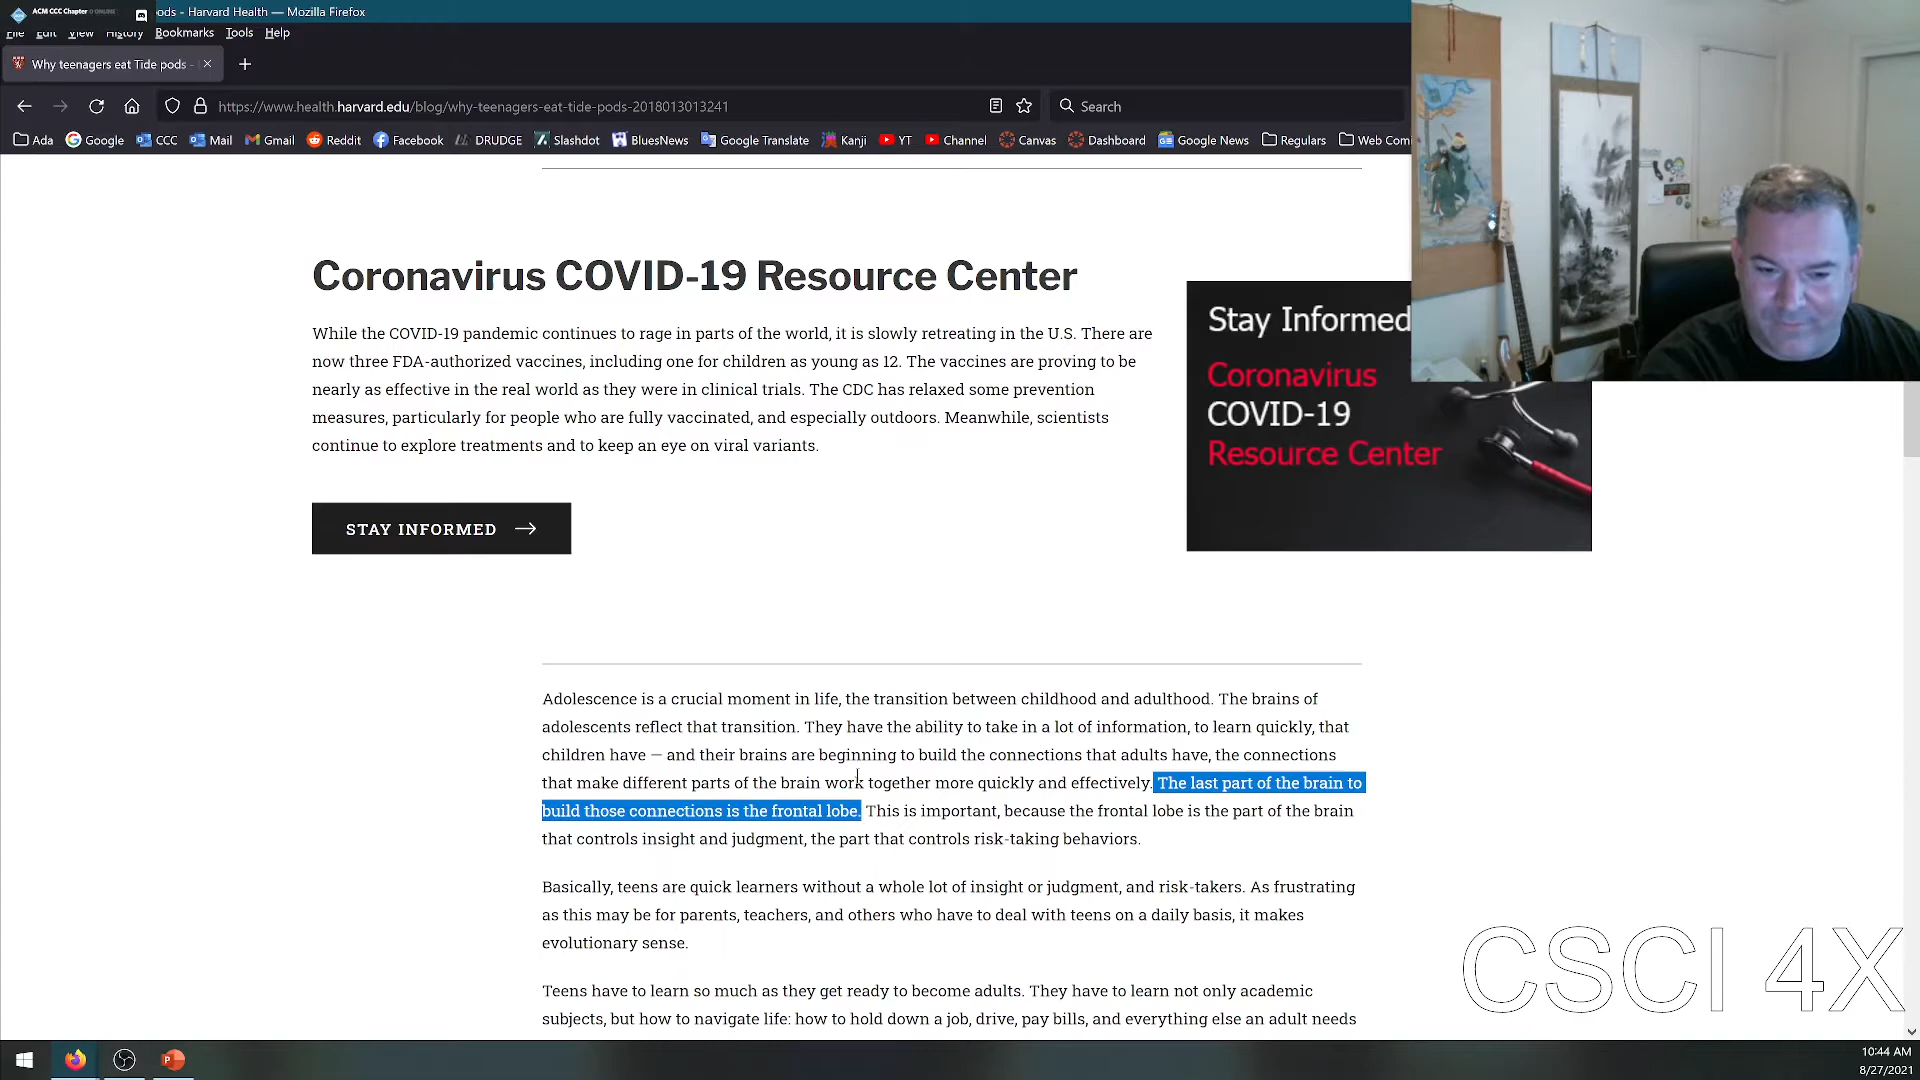 ACM CCC Chapter
ods - Harvard Health — Mozilla Firefox
File Edit View History Bookmarks Tools Help
Why teenagers eat Tide pods -
https://www.health.harvard.edu/blog/why-teenagers-eat-tide-pods-2018013013241
Search
Ada Google CCC Mail Gmail Reddit Facebook DRUDGE Slashdot BluesNews Google Translate Kanji YT Channel Canvas Dashboard Google News Regulars Web Com
Coronavirus COVID-19 Resource Center
While the COVID-19 pandemic continues to rage in parts of the world, it is slowly retreating in the U.S. There are
now three FDA-authorized vaccines, including one for children as young as 12. The vaccines are proving to be
nearly as effective in the real world as they were in clinical trials. The CDC has relaxed some prevention
measures, particularly for people who are fully vaccinated, and especially outdoors. Meanwhile, scientists
continue to explore treatments and to keep an eye on viral variants.
STAY INFORMED
Stay Informed
Coronavirus
COVID-19
Resource Center
Adolescence is a crucial moment in life, the transition between childhood and adulthood. The brains of
adolescents reflect that transition. They have the ability to take in a lot of information, to learn quickly, that
children have — and their brains are beginning to build the connections that adults have, the connections
that make different parts of the brain work together more quickly and effectively. The last part of the brain to
build those connections is the frontal lobe. This is important, because the frontal lobe is the part of the brain
that controls insight and judgment, the part that controls risk-taking behaviors.
Basically, teens are quick learners without a whole lot of insight or judgment, and risk-takers. As frustrating
as this may be for parents, teachers, and others who have to deal with teens on a daily basis, it makes
evolutionary sense.
Teens have to learn so much as they get ready to become adults. They have to learn not only academic
subjects, but how to navigate life: how to hold down a job, drive, pay bills, and everything else an adult needs
CSCI 4X
10:44 AM
8/27/2021